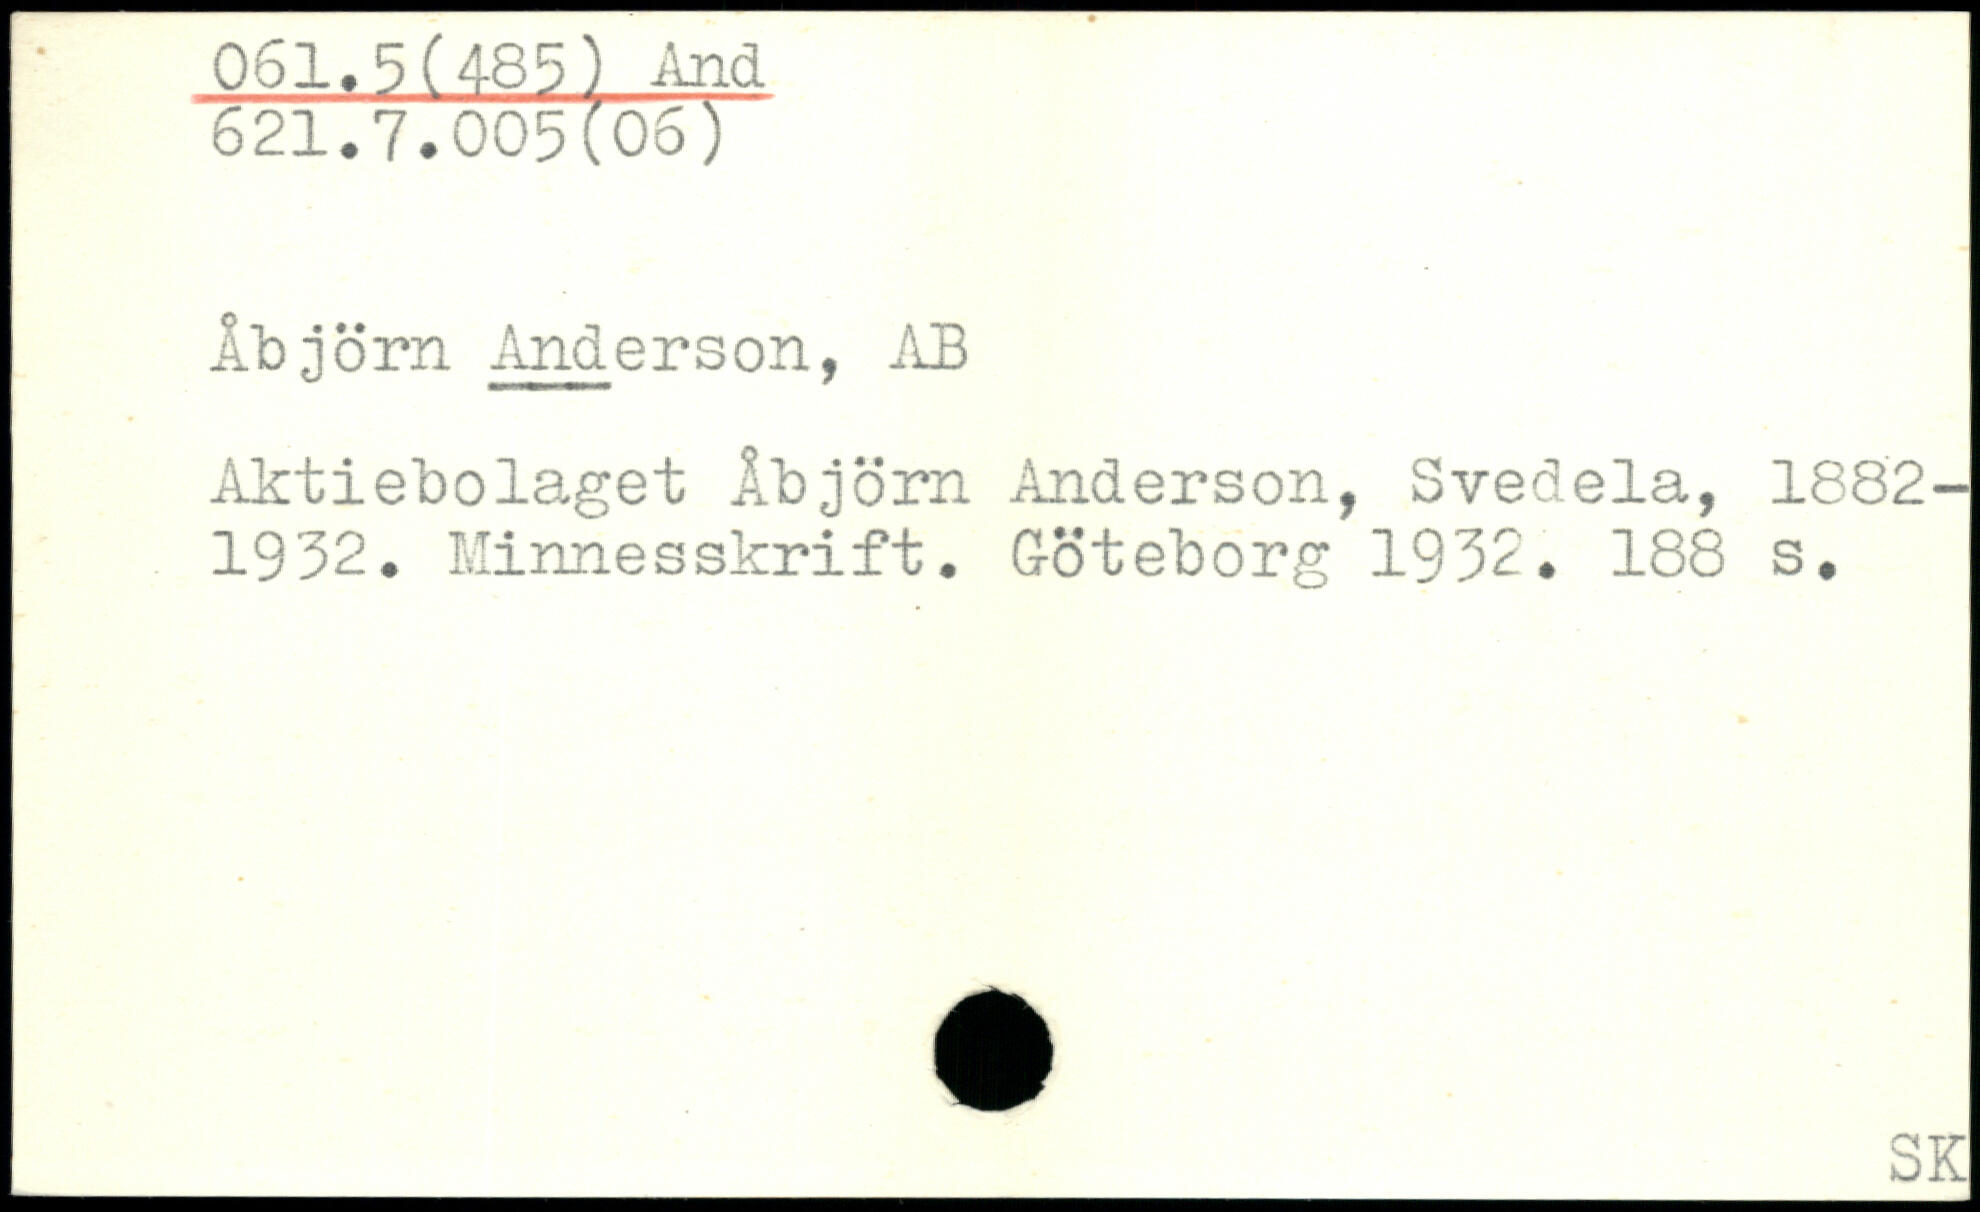 061.5(485) And
621.7.005(06)
Åbjörn Anderson, AB
Aktiebolaget Åbjörn Anderson, Svedela, 1882-
1932. Minnesskrift. Göteborg 1932. 188 s.
SK